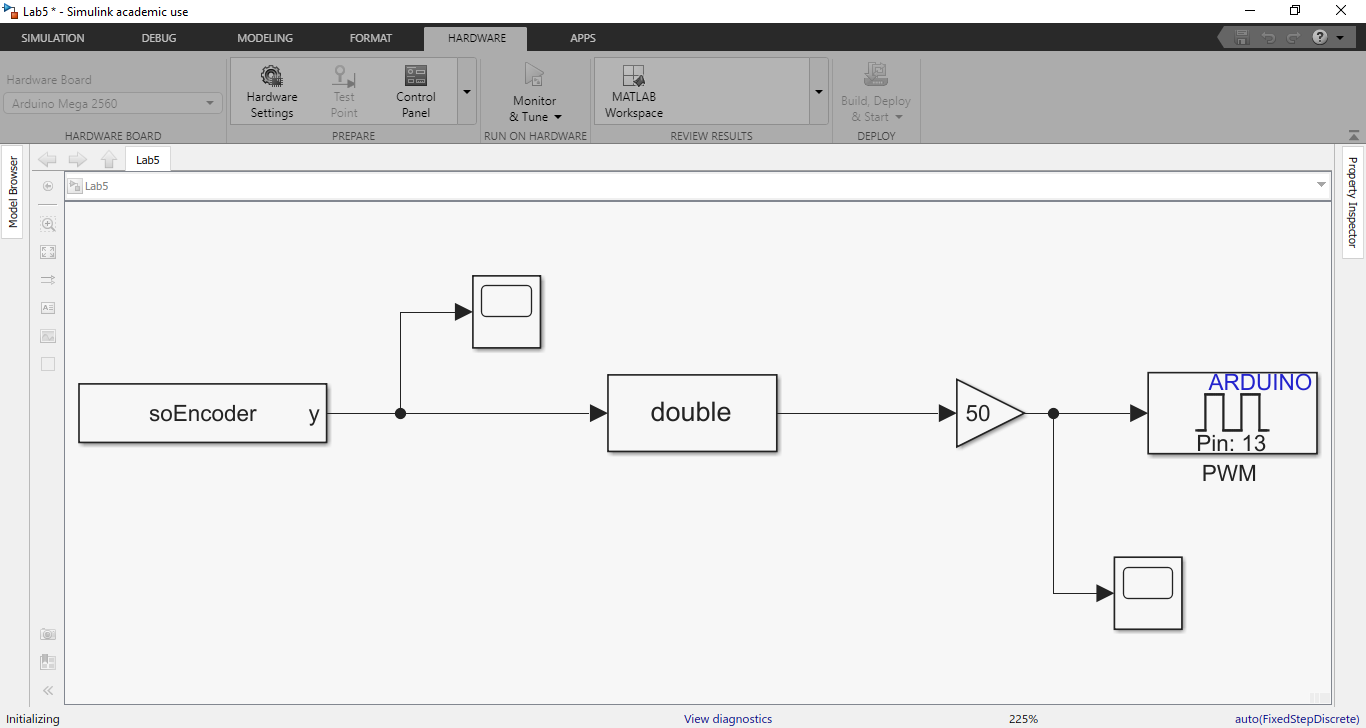 Lab5 * - Simulink academic use
SIMULATION DEBUG MODELING FORMAT HARDWARE APPS
?
Hardware Board
Arduino Mega 2560
Hardware
Settings
Test
Point
Control
Panel
Monitor
& Tune
MATLAB
Workspace
Build, Deploy
& Start
HARDWARE BOARD PREPARE RUN ON HARDWARE REVIEW RESULTS DEPLOY
Model Browser
Lab5
Lab5
Property Inspector
AE
soEncoder y
double
50
ARDUINO
Pin: 13
PWM
Initializing View diagnostics 225% auto(FixedStepDiscrete)